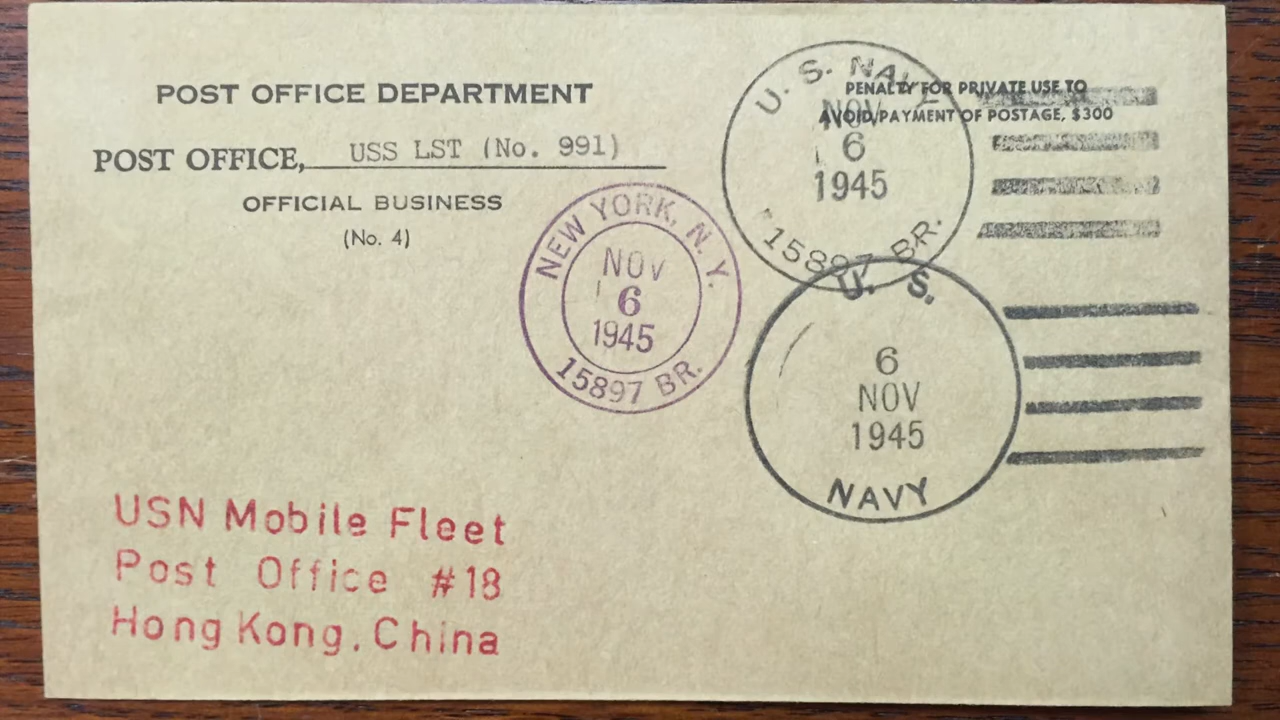 POST OFFICE DEPARTMENT
POST OFFICE, USS LST (No. 991)
OFFICIAL BUSINESS
(No. 4)
PENALTY FOR PRIVATE USE TO
AVOID PAYMENT OF POSTAGE, $300
U. S. NAVY
NOV
6
1945
15897 BR.
NEW YORK, N. Y.
NOV
6
1945
15897 BR.
U. S.
6
NOV
1945
NAVY
USN Mobile Fleet
Post Office #18
Hong Kong, China